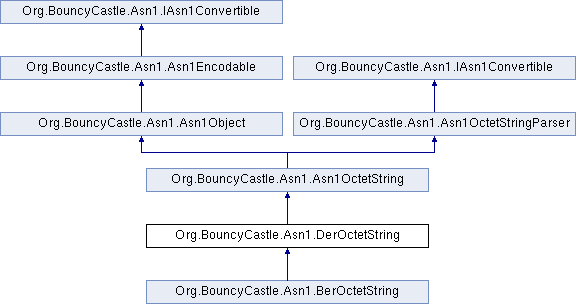 Org.BouncyCastle.Asn1.IAsn1Convertible
Org.BouncyCastle.Asn1.Asn1Encodable
Org.BouncyCastle.Asn1.IAsn1Convertible
Org.BouncyCastle.Asn1.Asn1Object
Org.BouncyCastle.Asn1.Asn1OctetStringParser
Org.BouncyCastle.Asn1.Asn1OctetString
Org.BouncyCastle.Asn1.DerOctetString
Org.BouncyCastle.Asn1.BerOctetString